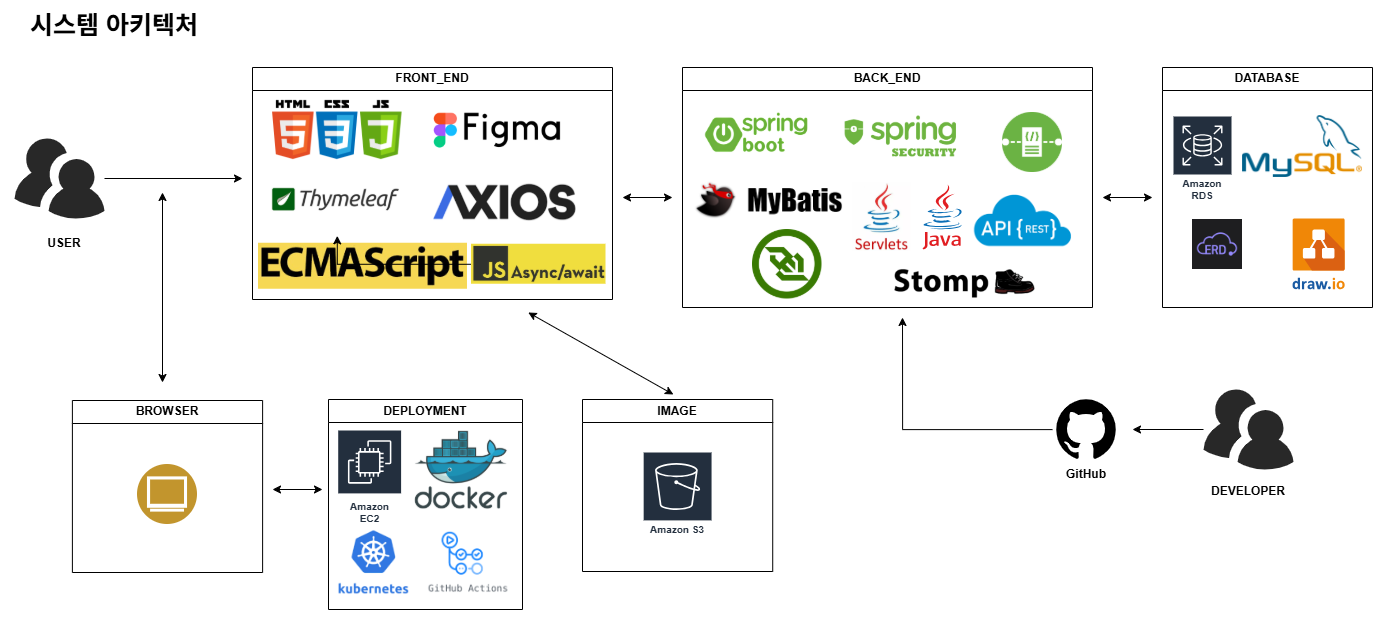 시스템 아키텍처
FRONT_END
HTML CSS JS
5 3 J
Figma
Thymeleaf
AXIOS
ECMAScript
JS Async/await
BACK_END
spring
boot
spring
SECURITY
MyBatis
Servlets
Java
API {REST}
Stomp
DATABASE
Amazon
RDS
MySQL®
ERD
draw.io
USER
BROWSER
DEPLOYMENT
Amazon
EC2
docker
kubernetes
GitHub Actions
IMAGE
Amazon S3
GitHub
DEVELOPER